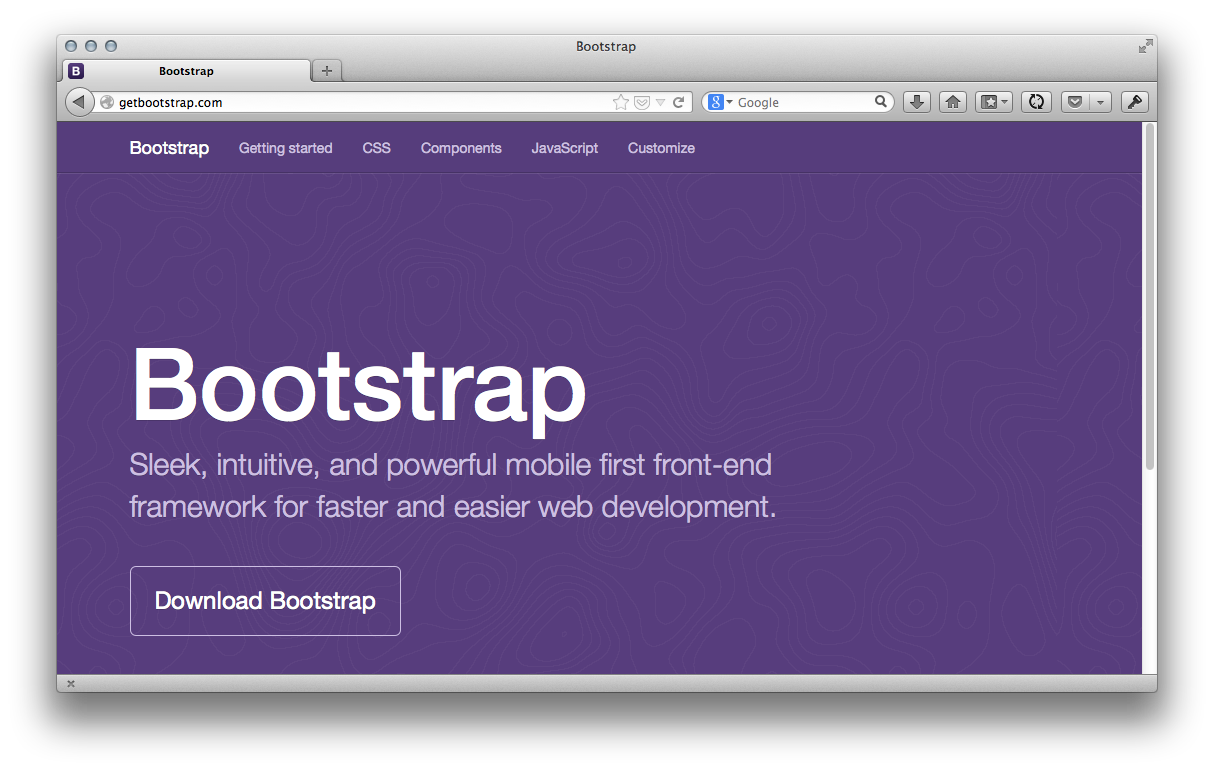 Bootstrap
B Bootstrap
getbootstrap.com
8 Google
Bootstrap Getting started CSS Components JavaScript Customize
Bootstrap
Sleek, intuitive, and powerful mobile first front-end
framework for faster and easier web development.
Download Bootstrap